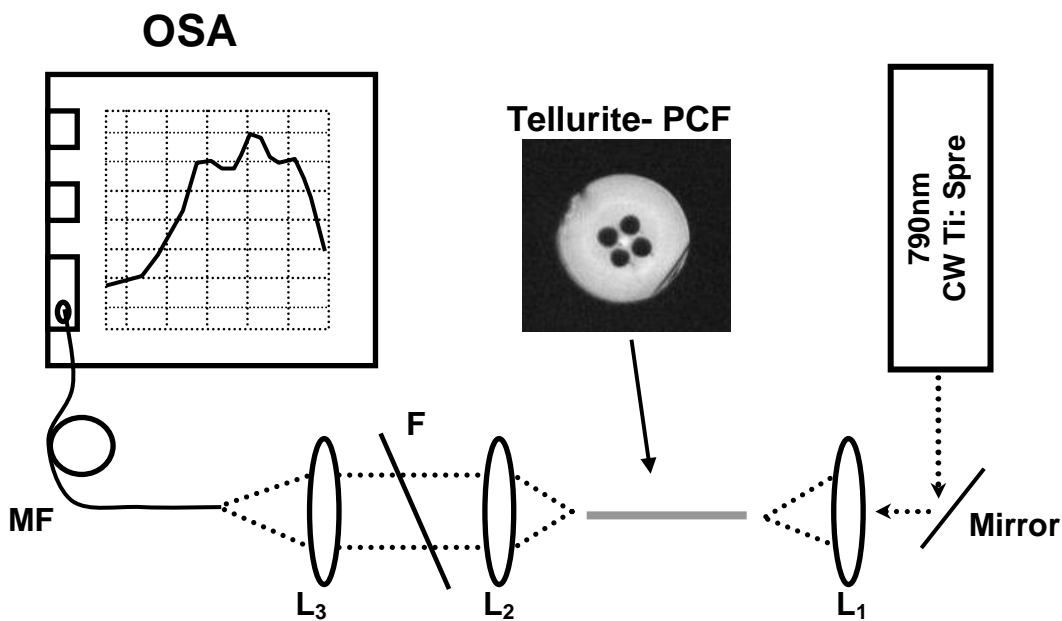 OSA
Tellurite- PCF
790nm
CW Ti: Spre
F
MF
Mirror
L₃
L₂
L₁